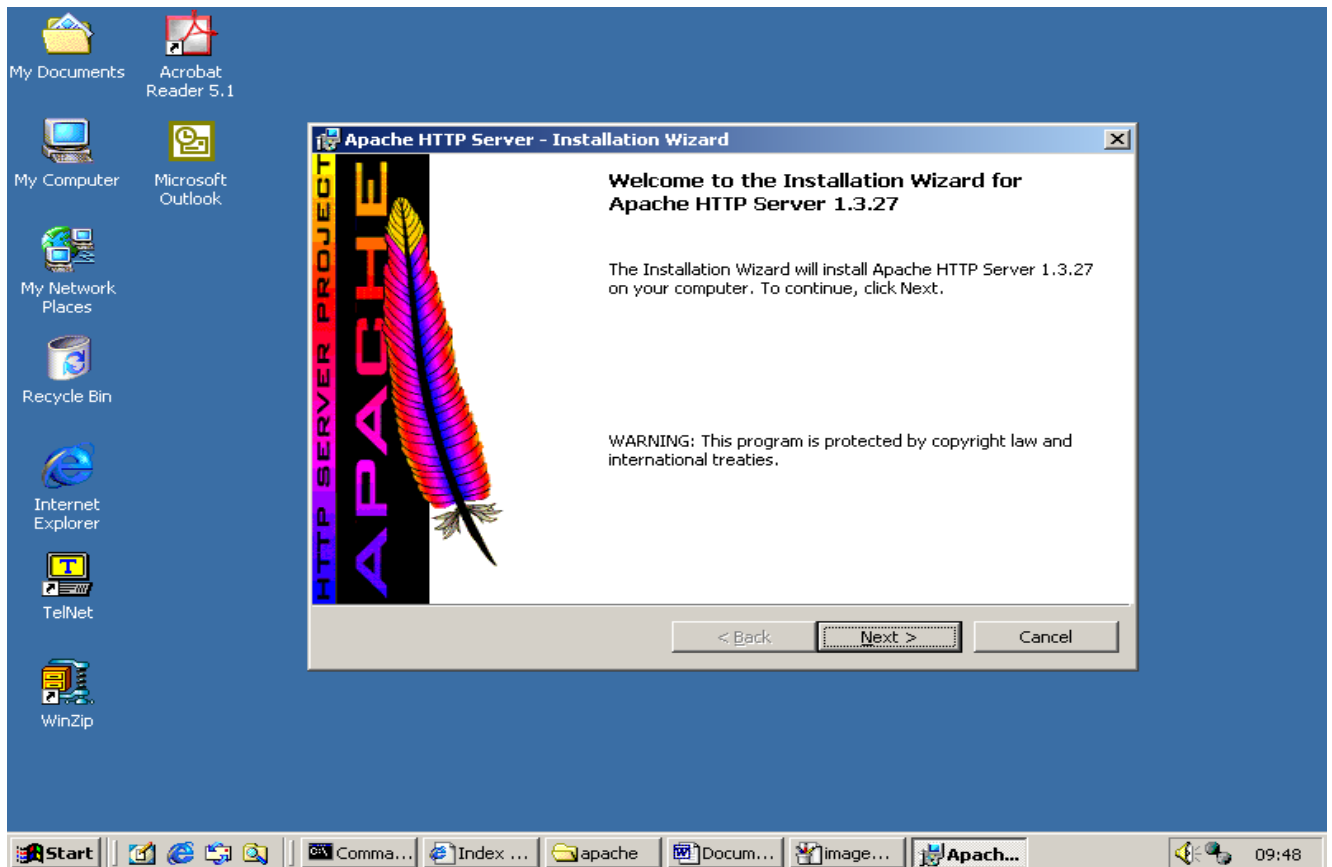 My Documents
Acrobat
Reader 5.1
My Computer
Microsoft
Outlook
My Network
Places
Recycle Bin
Internet
Explorer
TelNet
WinZip
Apache HTTP Server - Installation Wizard
HTTP SERVER PROJECT
APACHE
Welcome to the Installation Wizard for
Apache HTTP Server 1.3.27
The Installation Wizard will install Apache HTTP Server 1.3.27
on your computer. To continue, click Next.
WARNING: This program is protected by copyright law and
international treaties.
< Back
Next >
Cancel
Start
Comma...
Index ...
apache
Docum...
image...
Apach...
09:48